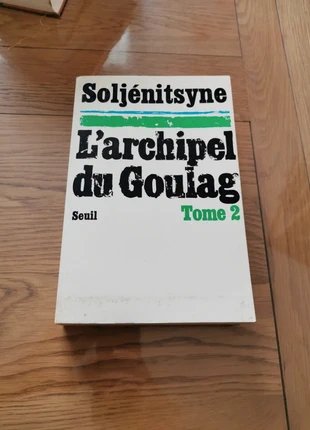 Soljénitsyne
L'archipel
du Goulag
Seuil
Tome 2